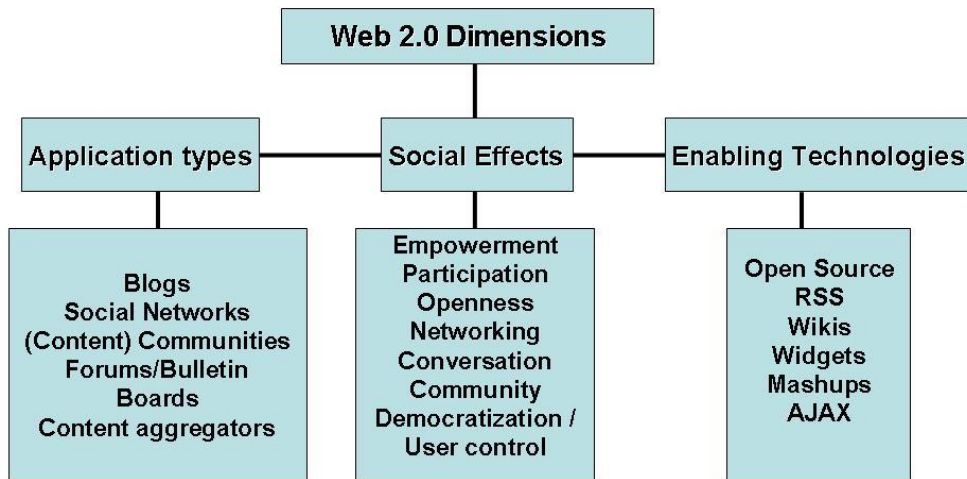 Web 2.0 Dimensions
Application types
Social Effects
Enabling Technologies
Blogs
Social Networks
(Content) Communities
Forums/Bulletin
Boards
Content aggregators
Empowerment
Participation
Openness
Networking
Conversation
Community
Democratization /
User control
Open Source
RSS
Wikis
Widgets
Mashups
AJAX